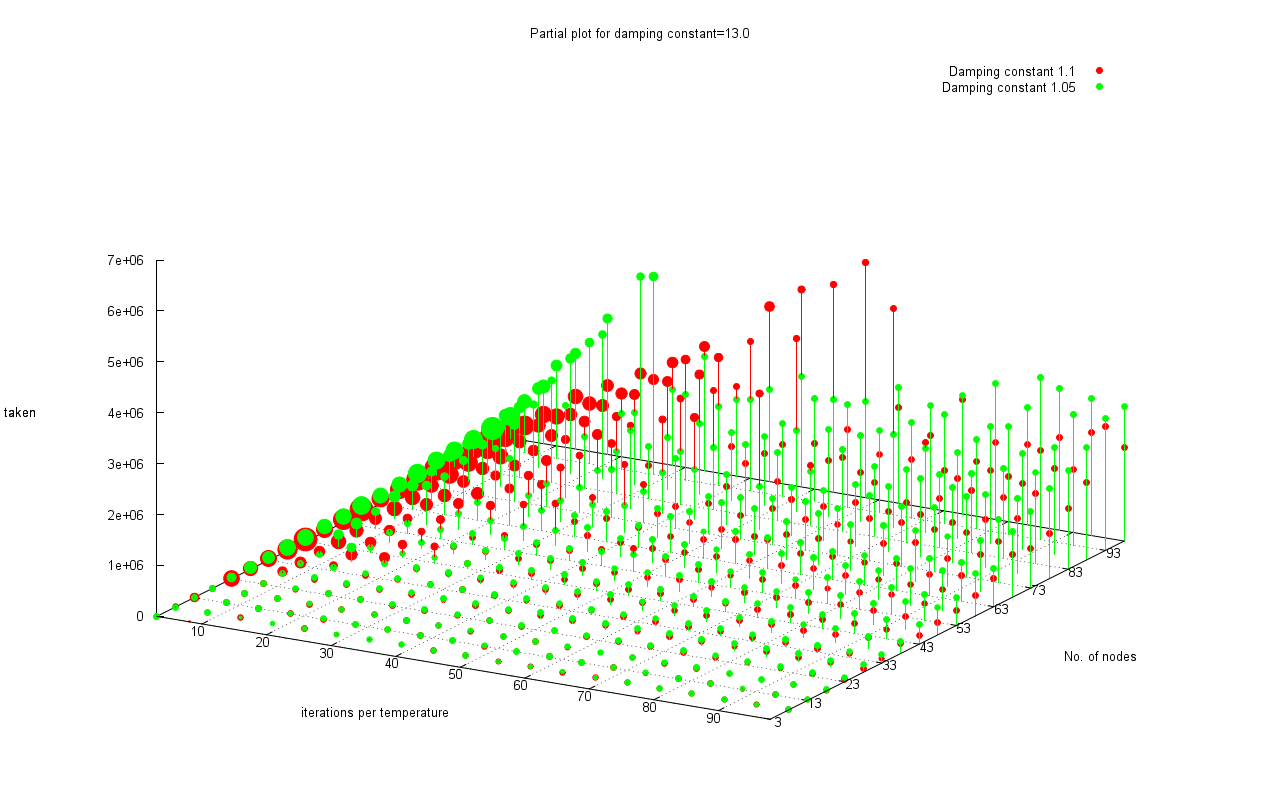 Partial plot for damping constant=13.0
Damping constant 1.1
Damping constant 1.05
7e+06
6e+06
5e+06
4e+06
taken
3e+06
2e+06
1e+06
0
10
20
30
40
50
60
70
80
90
iterations per temperature
3
13
23
33
43
53
63
73
83
93
No. of nodes